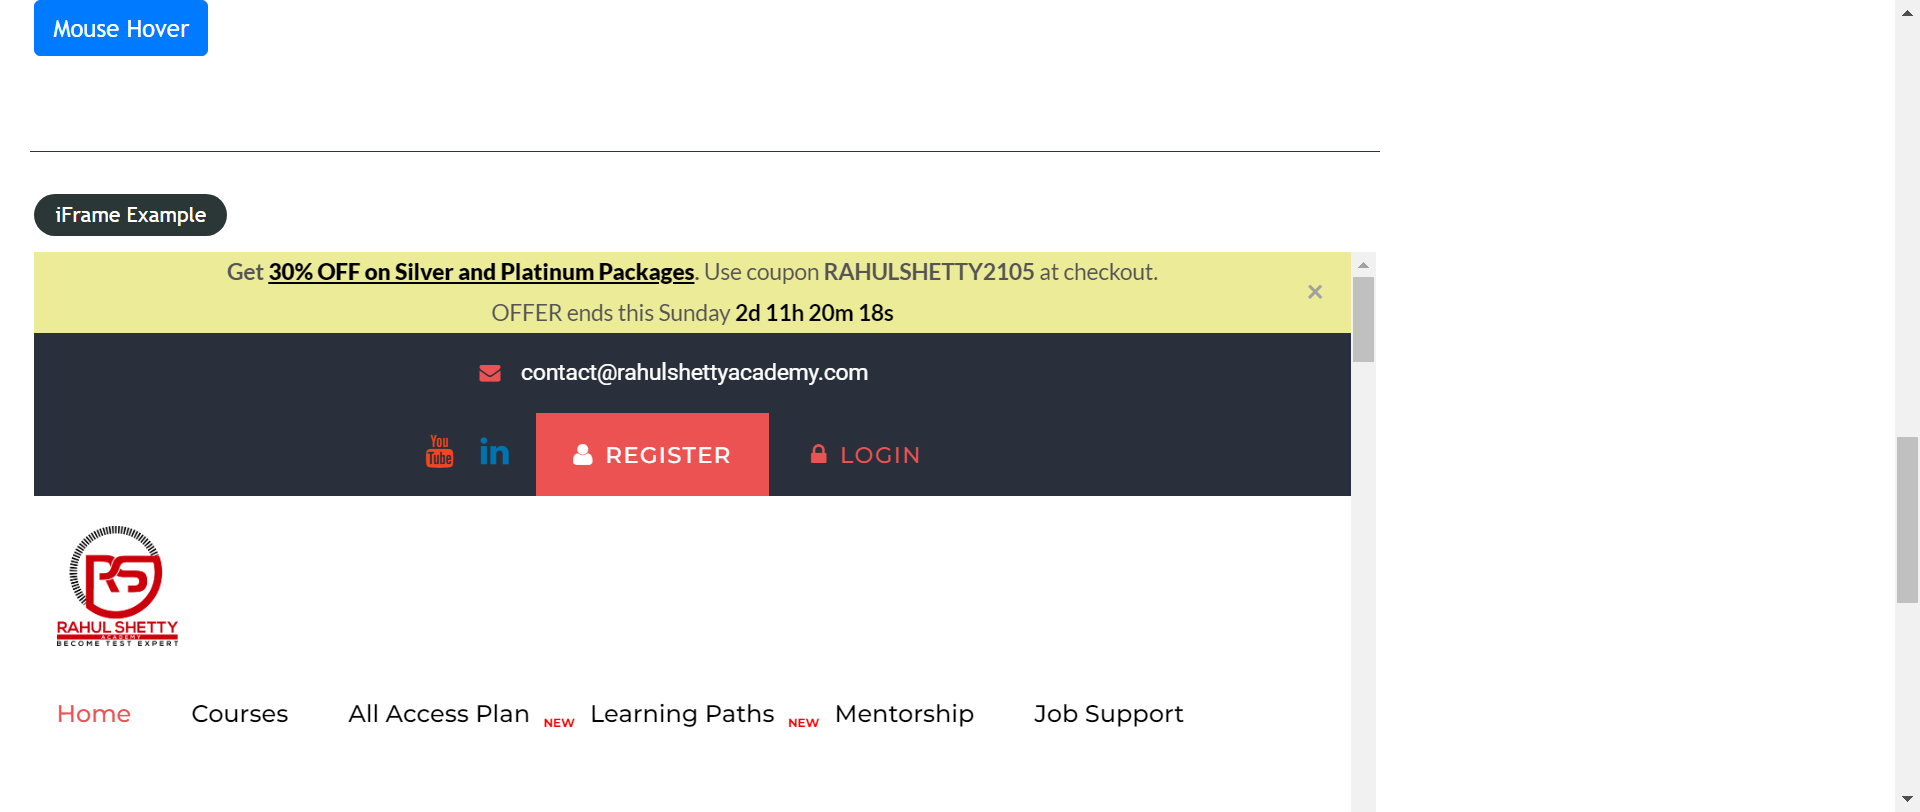 Mouse Hover
iFrame Example
Get 30% OFF on Silver and Platinum Packages. Use coupon RAHULSHETTY2105 at checkout.
×
OFFER ends this Sunday 2d 11h 20m 18s
contact@rahulshettyacademy.com
You Tube in REGISTER LOGIN
RS
RAHUL SHETTY
ACADEMY
BECOME TEST EXPERT
Home Courses All Access Plan NEW Learning Paths NEW Mentorship Job Support